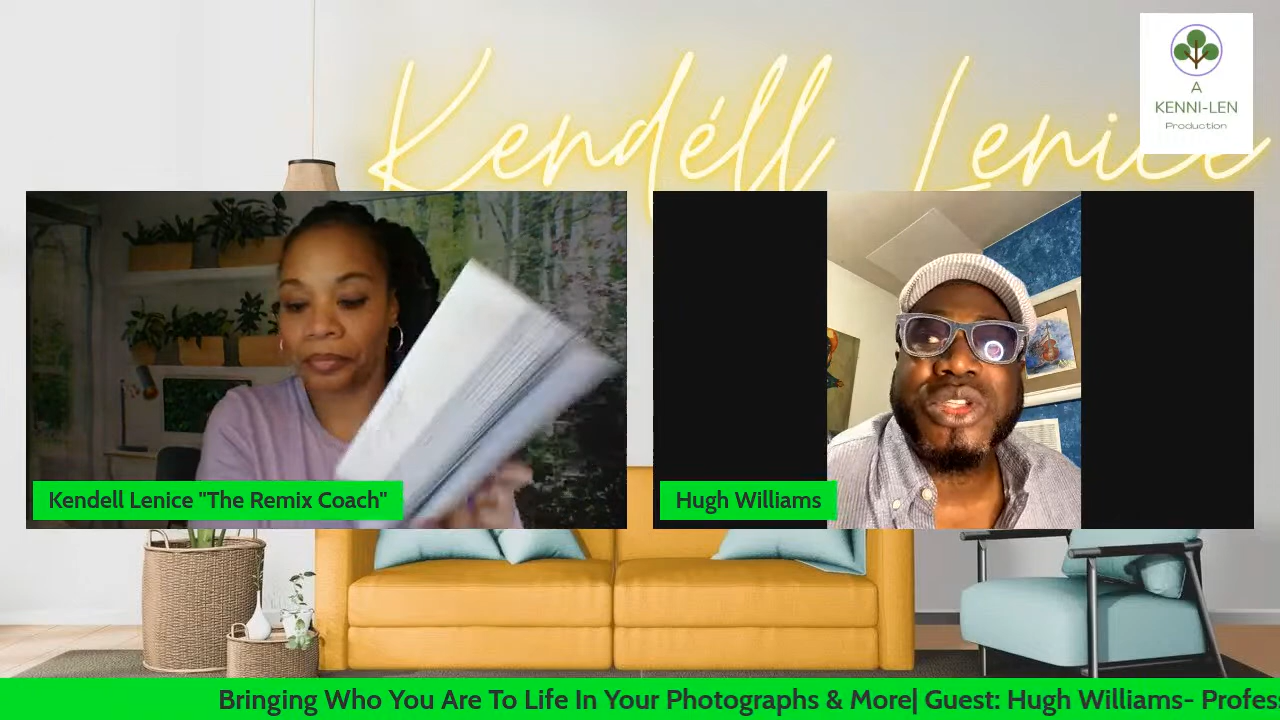 Kendéll Lenice
A
KENNI-LEN
Production
Kendell Lenice "The Remix Coach"
Hugh Williams
Bringing Who You Are To Life In Your Photographs & More| Guest: Hugh Williams- Profes